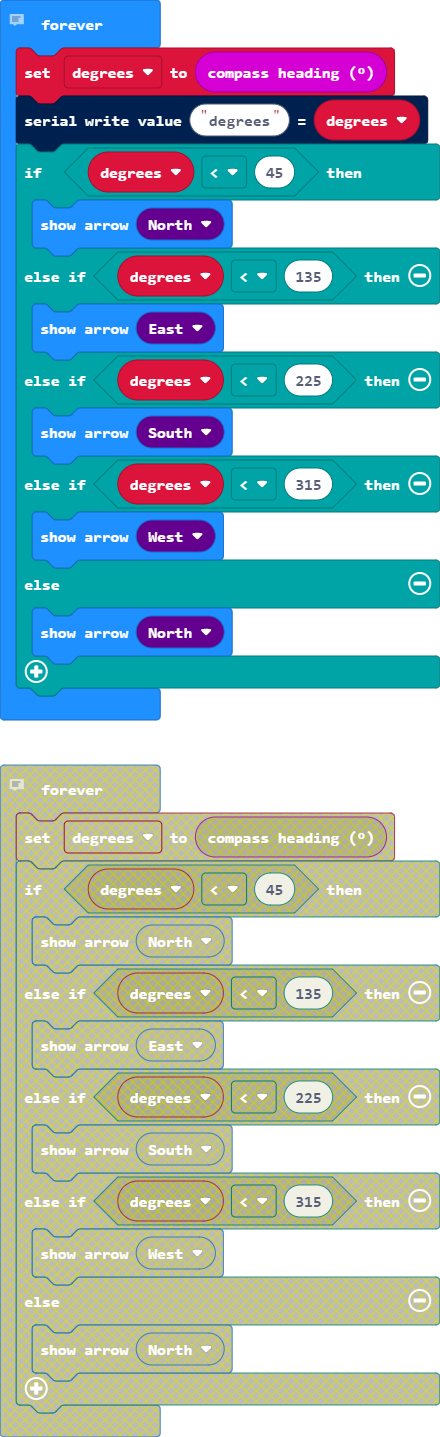 forever
set degrees to compass heading (º)
serial write value "degrees" = degrees
if degrees < 45 then
show arrow North
else if degrees < 135 then
show arrow East
else if degrees < 225 then
show arrow South
else if degrees < 315 then
show arrow West
else
show arrow North
forever
set degrees to compass heading (º)
if degrees < 45 then
show arrow North
else if degrees < 135 then
show arrow East
else if degrees < 225 then
show arrow South
else if degrees < 315 then
show arrow West
else
show arrow North